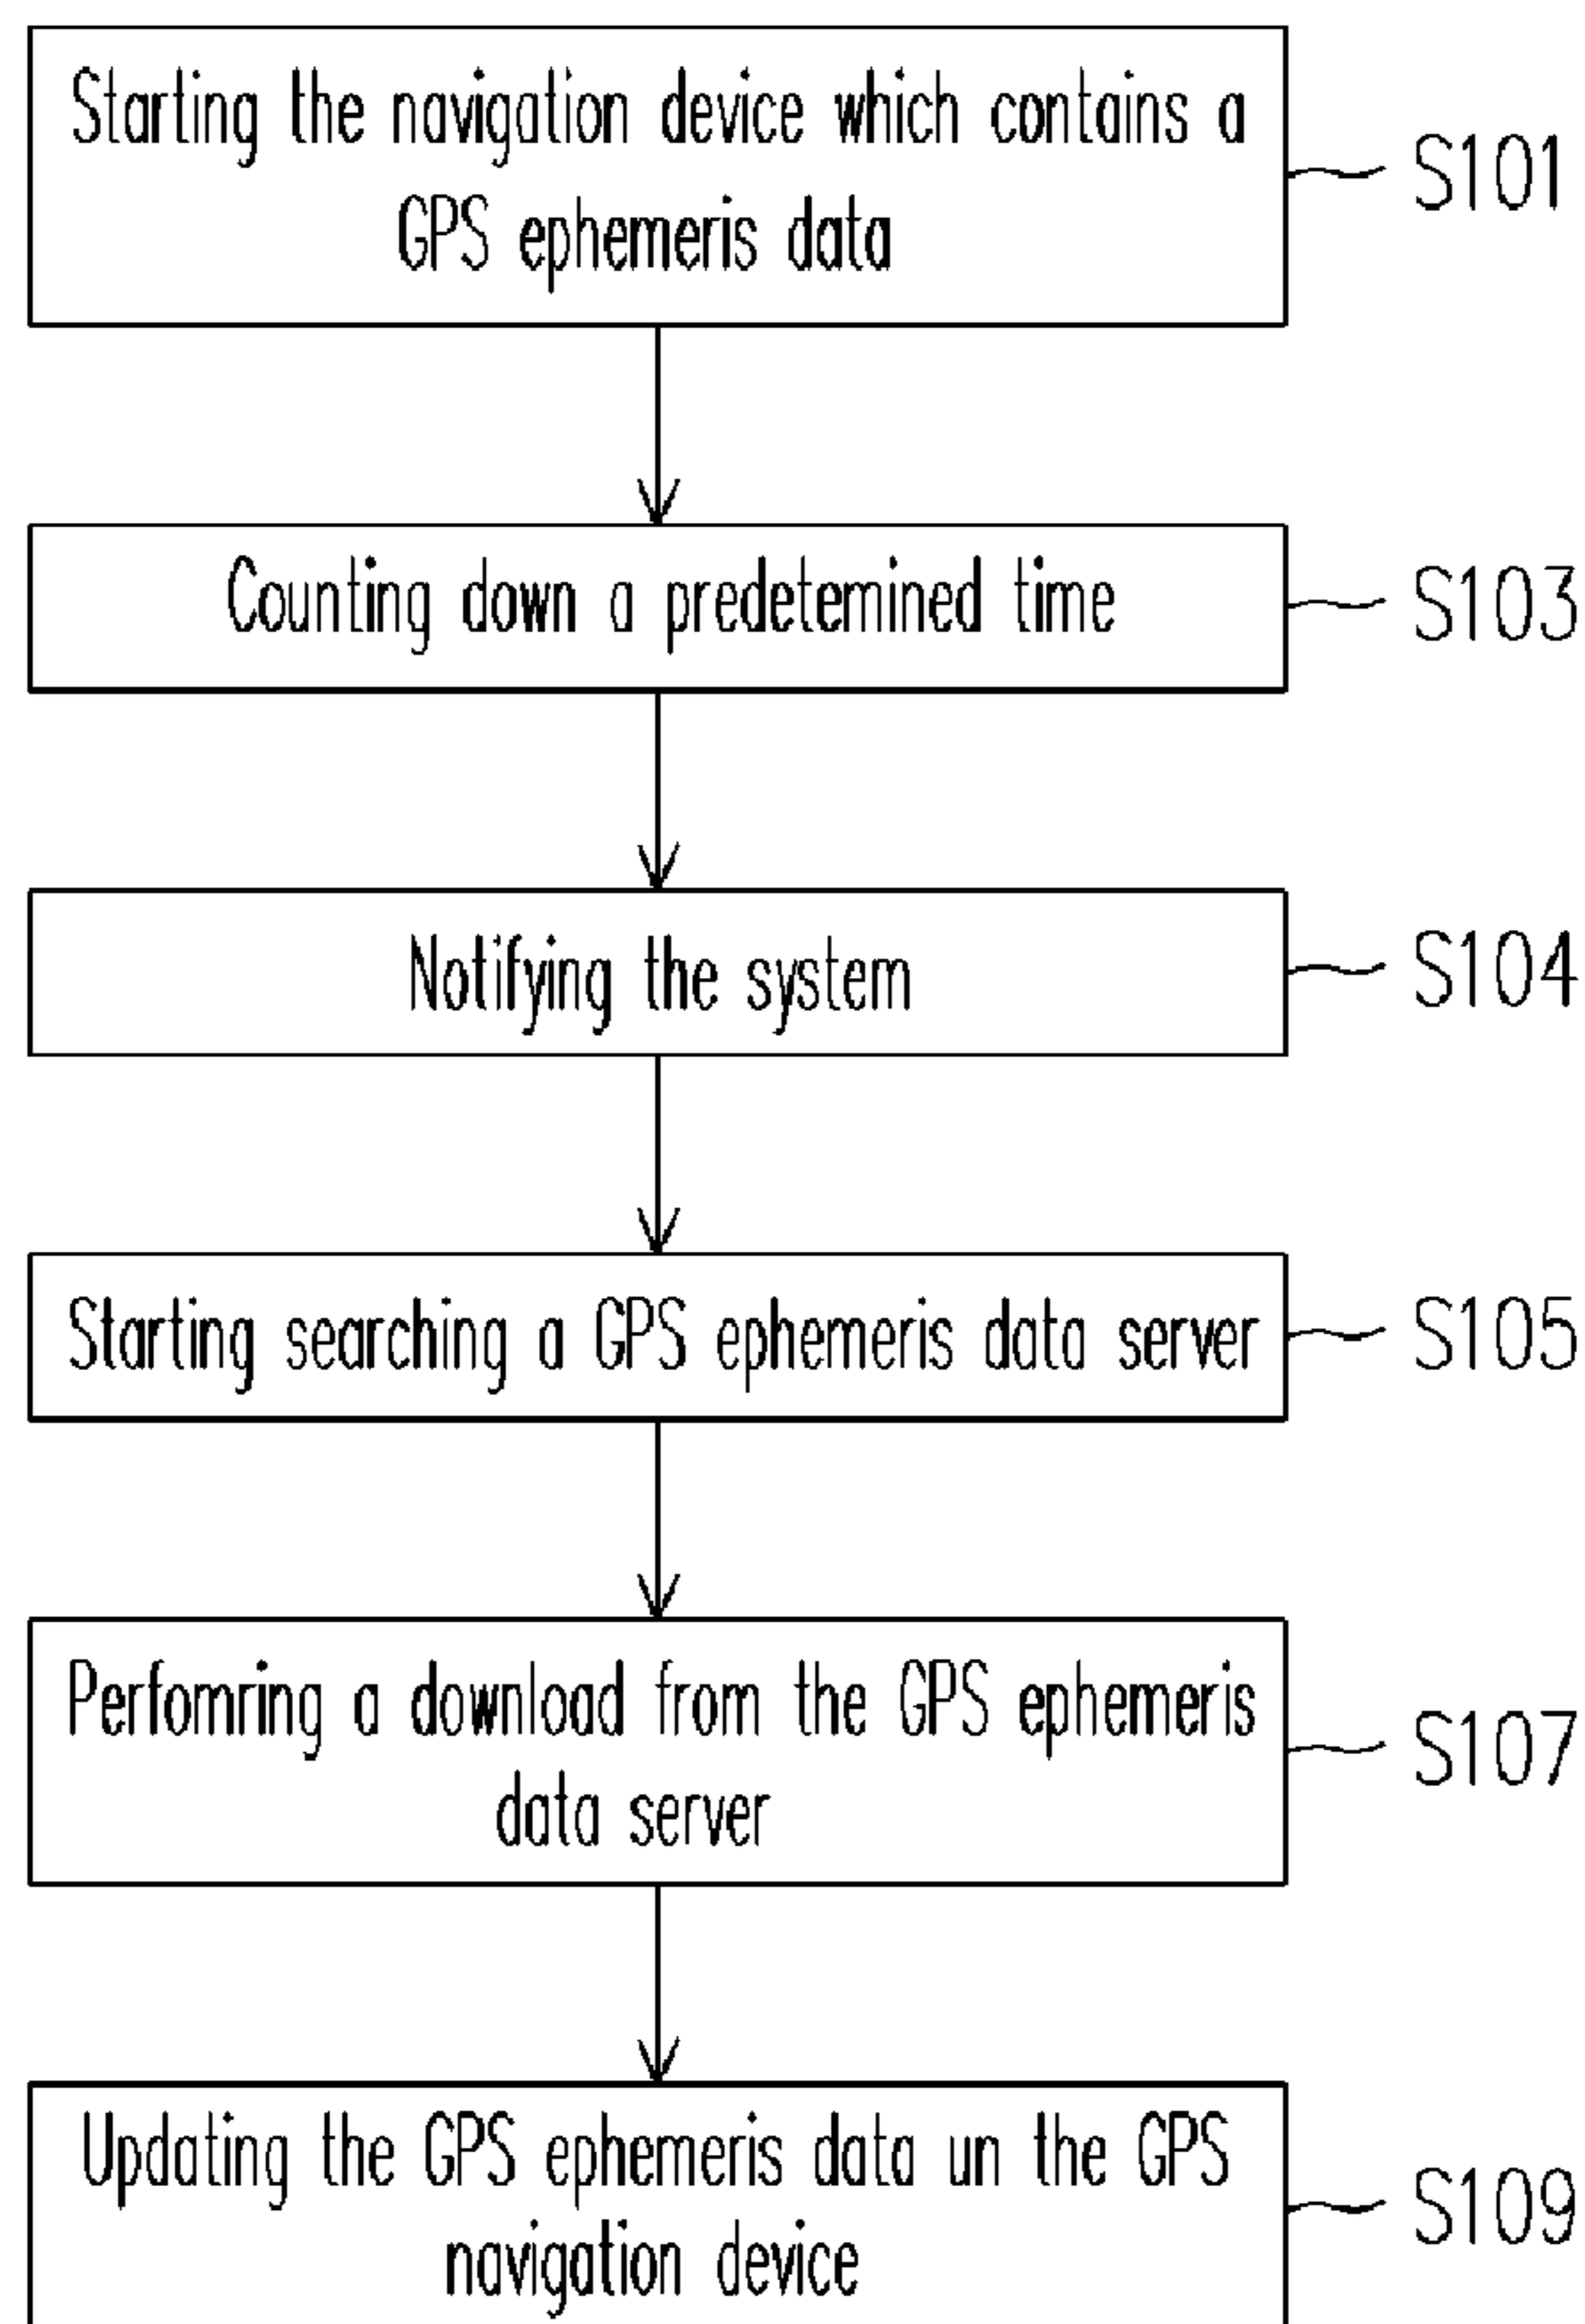 Starting the navigation device which contains a
GPS ephemeris data
S101
Counting down a predetemined time
S103
Notifying the system
S104
Starting searching a GPS ephemeris data server
S105
Perfomring a download from the GPS ephemeris
data server
S107
Updating the GPS ephemeris data un the GPS
navigation device
S109